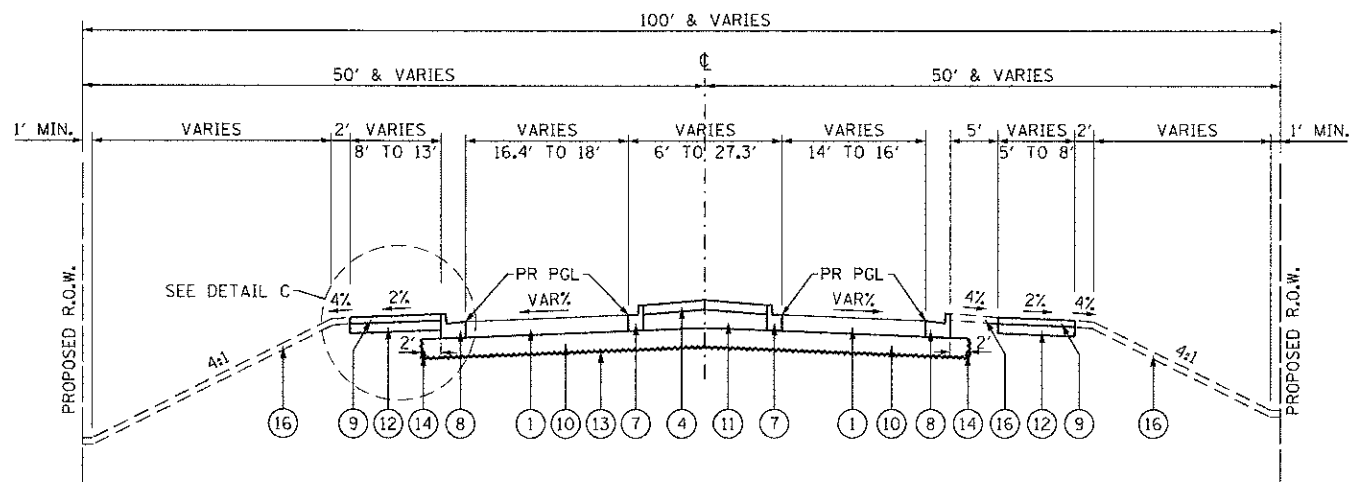 100' & VARIES
℄
50' & VARIES 50' & VARIES
1' MIN. VARIES 2' VARIES VARIES VARIES VARIES 5' VARIES 2' VARIES 1' MIN.
8' TO 13' 16.4' TO 18' 6' TO 27.3' 14' TO 16' 5' TO 8'
PROPOSED R.O.W.
SEE DETAIL C
PR PGL PR PGL
4% 2% VAR% VAR% 4% 2% 4%
4:1 2' 2' 4:1
PROPOSED R.O.W.
16 9 12 14 8 1 10 13 7 4 11 7 1 8 10 14 16 12 9 16